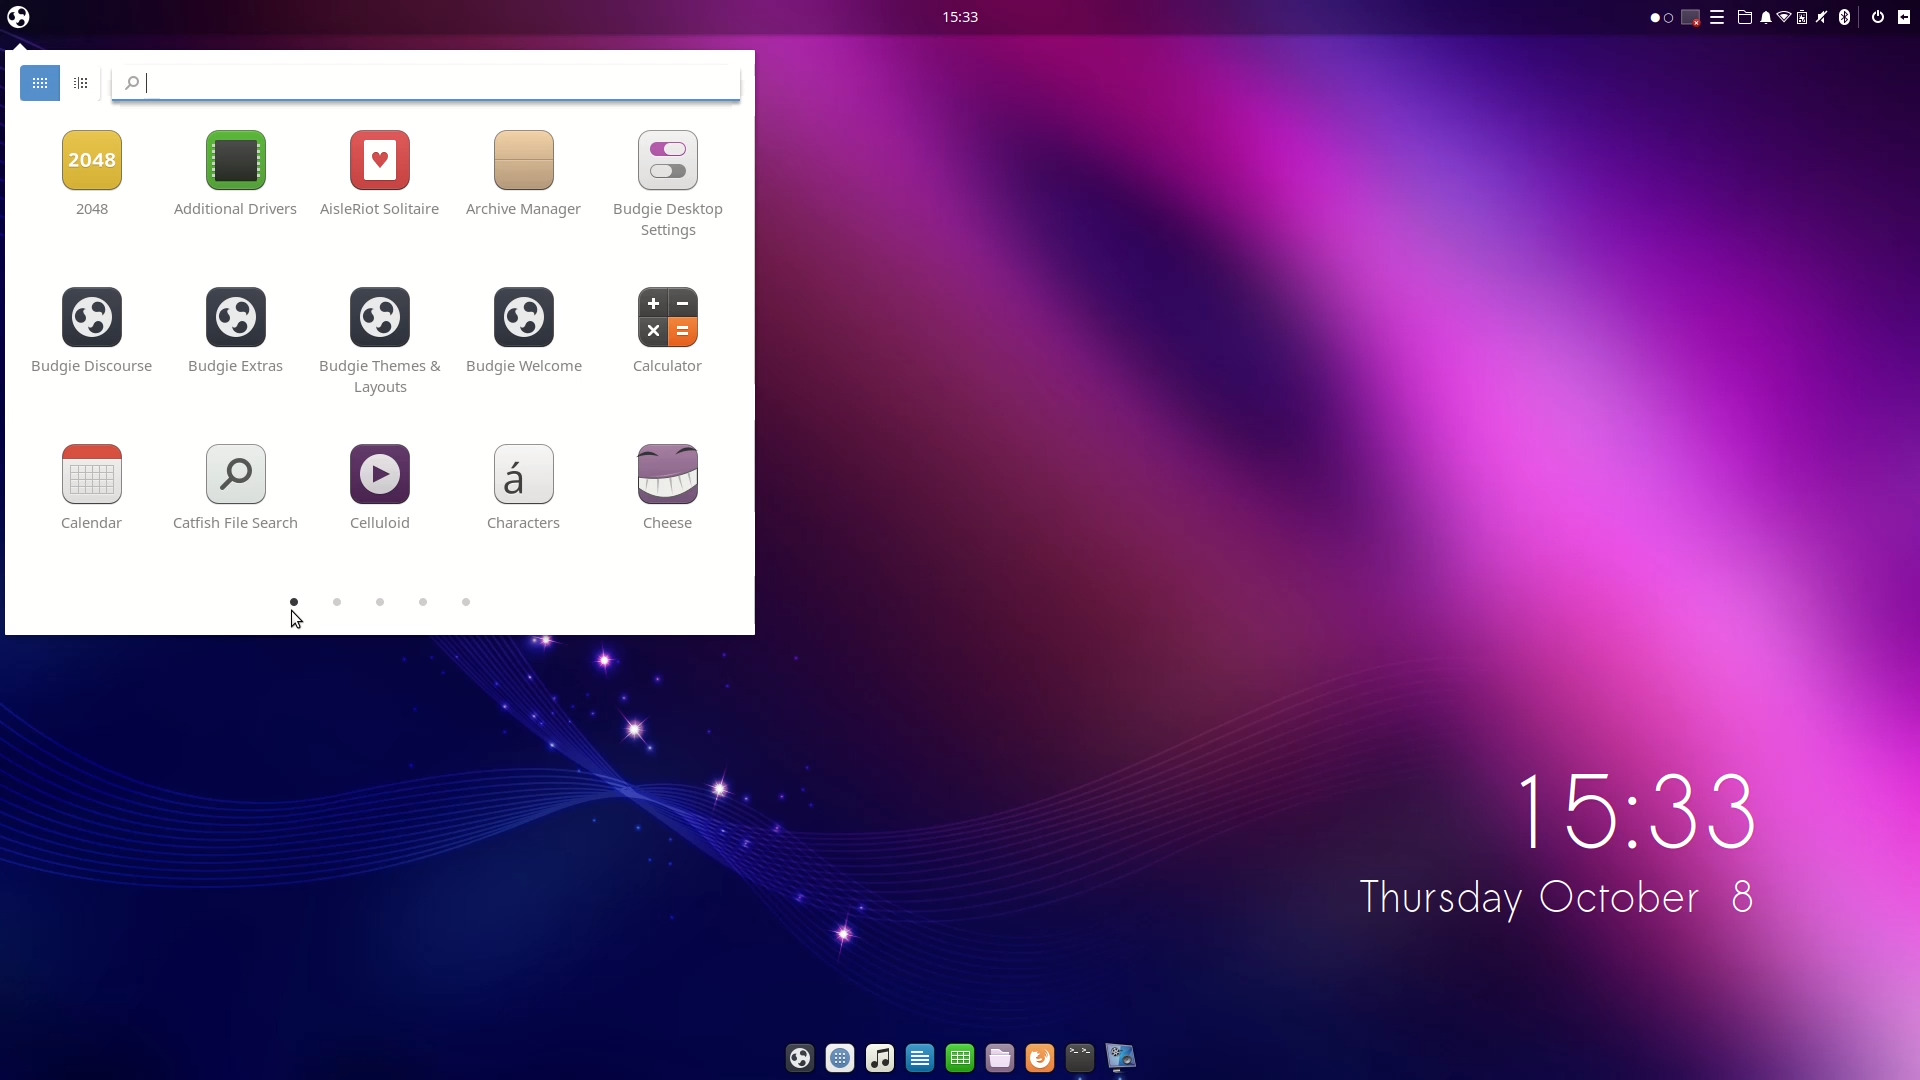 15:33
2048
2048
Additional Drivers
AisleRiot Solitaire
Archive Manager
Budgie Desktop
Settings
Budgie Discourse
Budgie Extras
Budgie Themes &
Layouts
Budgie Welcome
Calculator
Calendar
Catfish File Search
Celluloid
á
Characters
Cheese
15:33
Thursday October 8